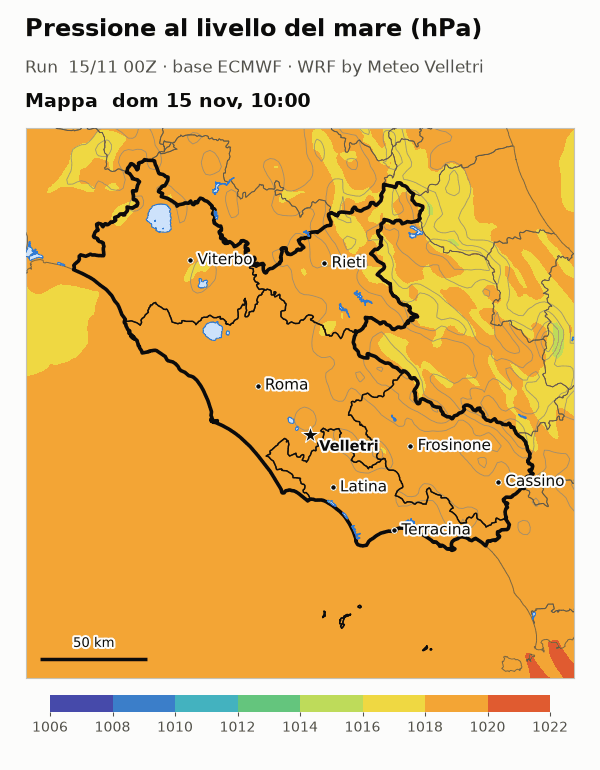 Pressione al livello del mare (hPa)
Run  15/11 00Z · base ECMWF · WRF by Meteo Velletri
Mappa  dom 15 nov, 10:00
Viterbo
Rieti
Roma
Velletri
Frosinone
Cassino
Latina
Terracina
50 km
1006 1008 1010 1012 1014 1016 1018 1020 1022